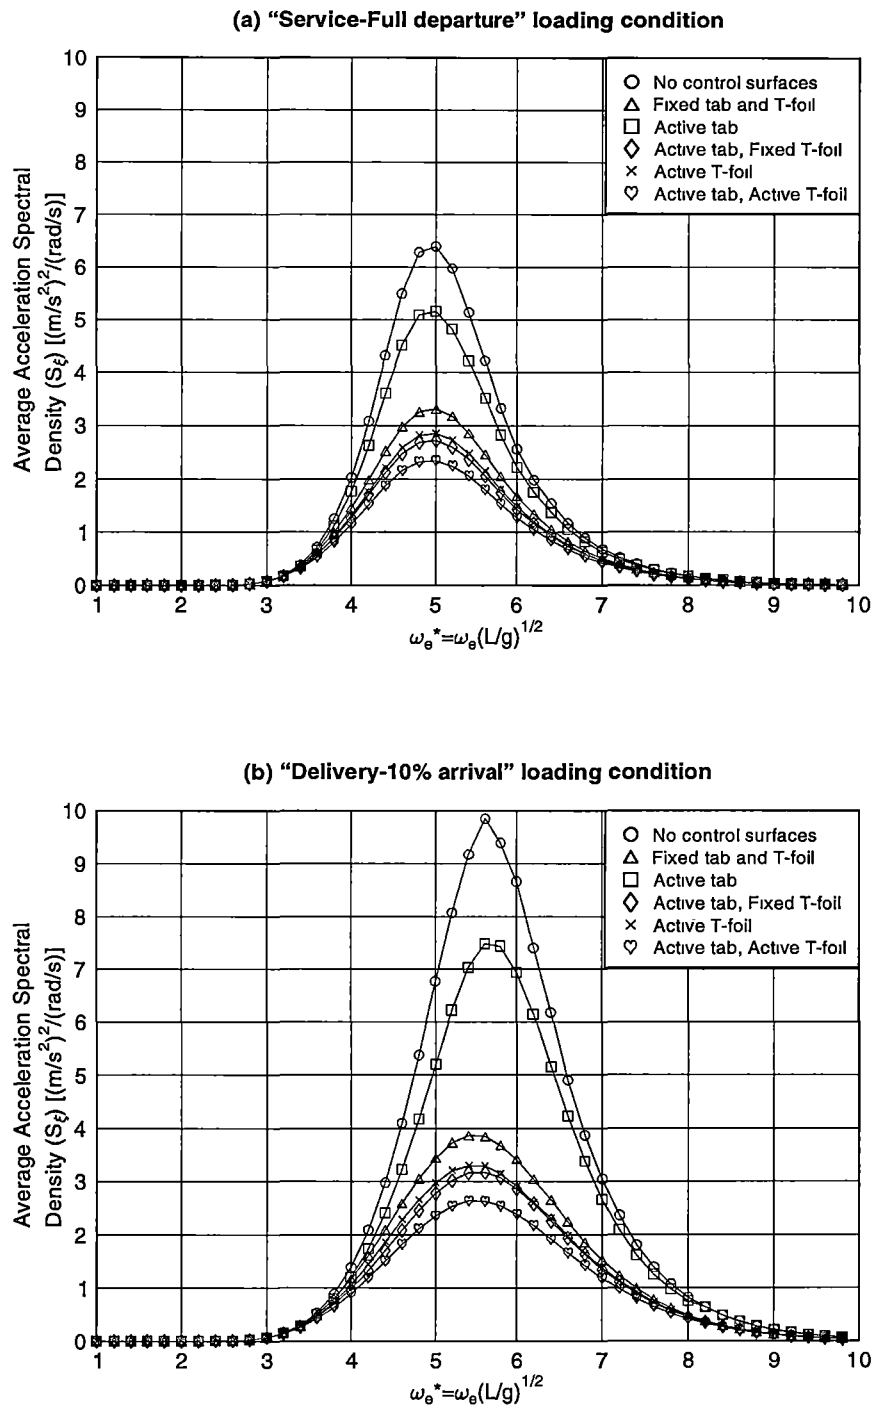 (a) “Service-Full departure” loading condition
10
9
8
7
6
5
4
3
2
1
0
Average Acceleration Spectral
Density (Sξ̈) [(m/s²)²/(rad/s)]
No control surfaces
Fixed tab and T-foil
Active tab
Active tab, Fixed T-foil
Active T-foil
Active tab, Active T-foil
1 2 3 4 5 6 7 8 9 10
ωe*=ωe(L/g)1/2
(b) “Delivery-10% arrival” loading condition
10
9
8
7
6
5
4
3
2
1
0
Average Acceleration Spectral
Density (Sξ̈) [(m/s²)²/(rad/s)]
No control surfaces
Fixed tab and T-foil
Active tab
Active tab, Fixed T-foil
Active T-foil
Active tab, Active T-foil
1 2 3 4 5 6 7 8 9 10
ωe*=ωe(L/g)1/2